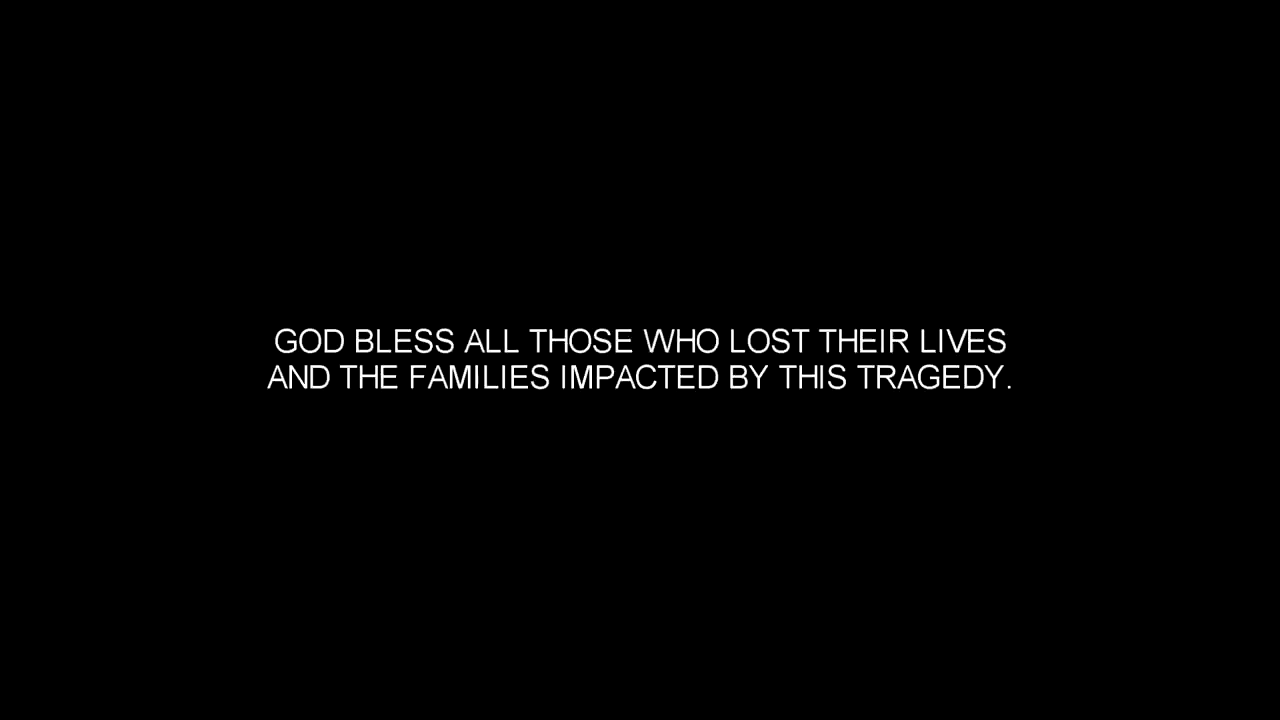 GOD BLESS ALL THOSE WHO LOST THEIR LIVES
AND THE FAMILIES IMPACTED BY THIS TRAGEDY.